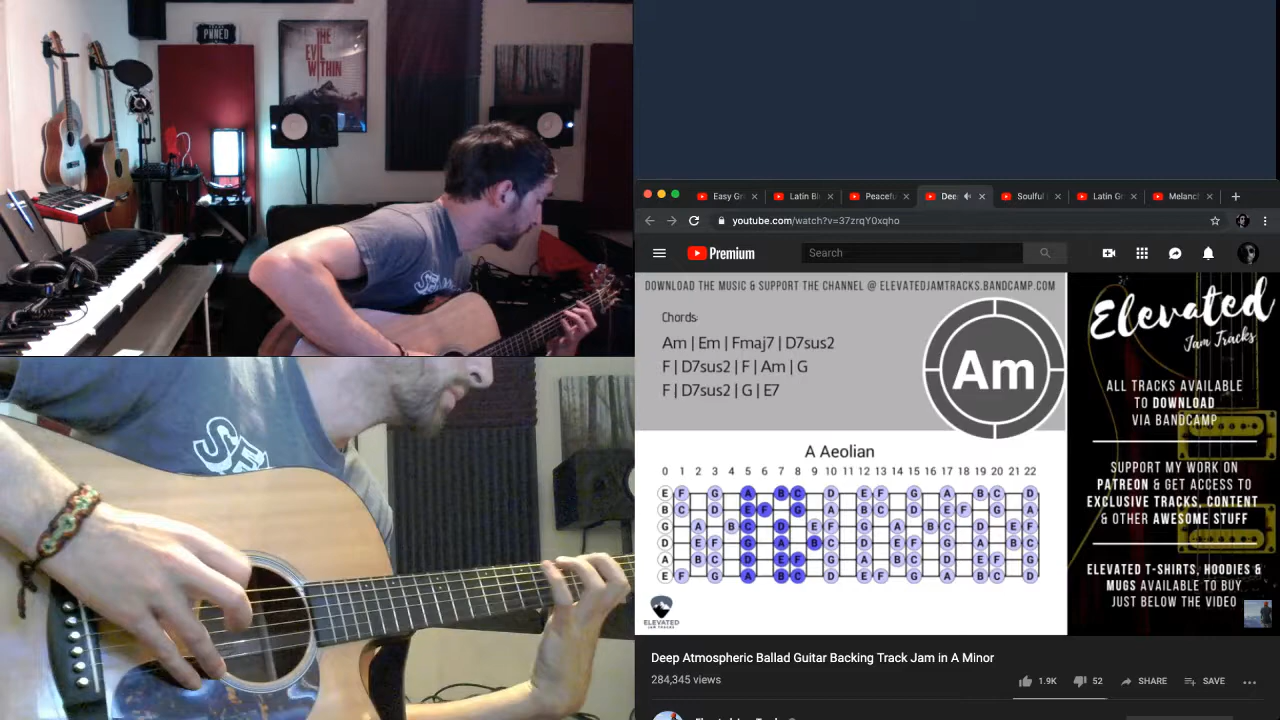 PWNED
THE
EVIL
WITHIN
Easy Gr
Latin Bl
Peacefu
Dee
Soulful
Latin Gr
Melanch
youtube.com/watch?v=37zrqY0xqho
Premium
Search
DOWNLOAD THE MUSIC & SUPPORT THE CHANNEL @ ELEVATEDJAMTRACKS.BANDCAMP.COM
Chords:
Am | Em | Fmaj7 | D7sus2
F | D7sus2 | F | Am | G
F | D7sus2 | G | E7
Am
A Aeolian
0 1 2 3 4 5 6 7 8 9 10 11 12 13 14 15 16 17 18 19 20 21 22
E F G A B C D E F G A B C D
B C D E F G A B C D E F G A
G A B C D E F G A B C D E F
D E F G A B C D E F G A B C
A B C D E F G A B C D E F G
E F G A B C D E F G A B C D
ELEVATED
JAM TRACKS
Elevated
Jam Tracks
ALL TRACKS AVAILABLE
TO DOWNLOAD
VIA BANDCAMP
SUPPORT MY WORK ON
PATREON & GET ACCESS TO
EXCLUSIVE TRACKS, CONTENT
& OTHER AWESOME STUFF
ELEVATED T-SHIRTS, HOODIES &
MUGS AVAILABLE TO BUY
JUST BELOW THE VIDEO
Deep Atmospheric Ballad Guitar Backing Track Jam in A Minor
284,345 views
1.9K
52
SHARE
SAVE